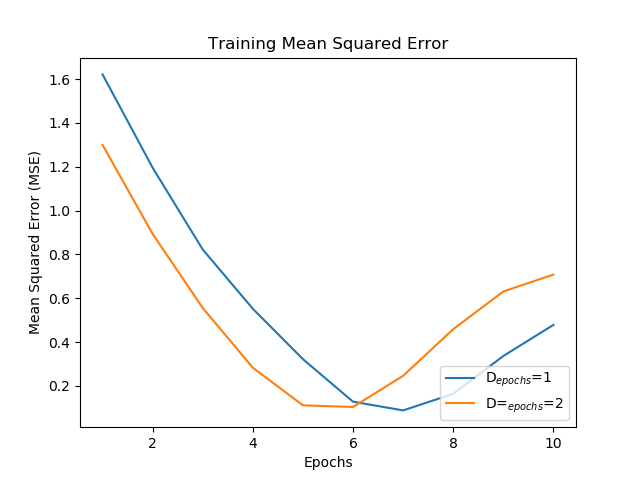 Training Mean Squared Error
Mean Squared Error (MSE)
1.6
1.4
1.2
1.0
0.8
0.6
0.4
0.2
2
4
6
8
10
Epochs
D_epochs=1
D=_epochs=2